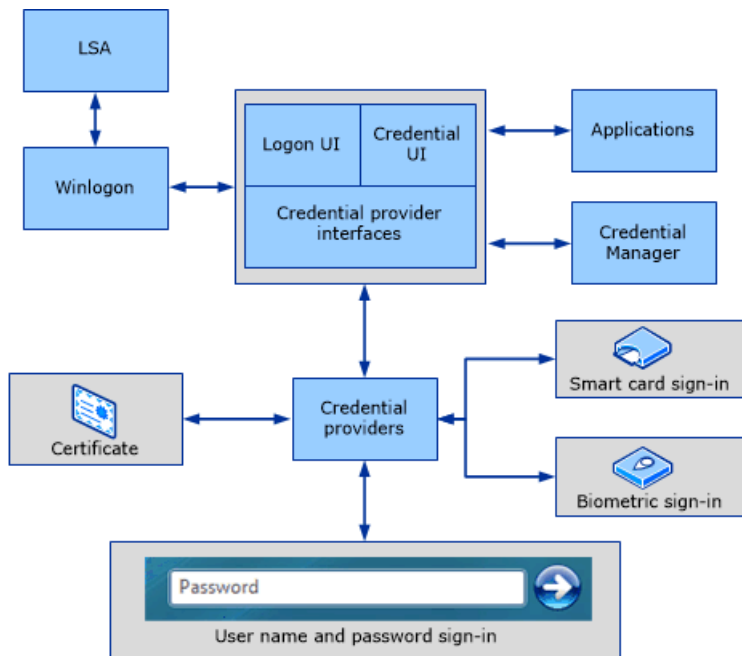 LSA
Winlogon
Logon UI
Credential
UI
Credential provider
interfaces
Applications
Credential
Manager
Certificate
Credential
providers
Smart card sign-in
Biometric sign-in
Password
User name and password sign-in